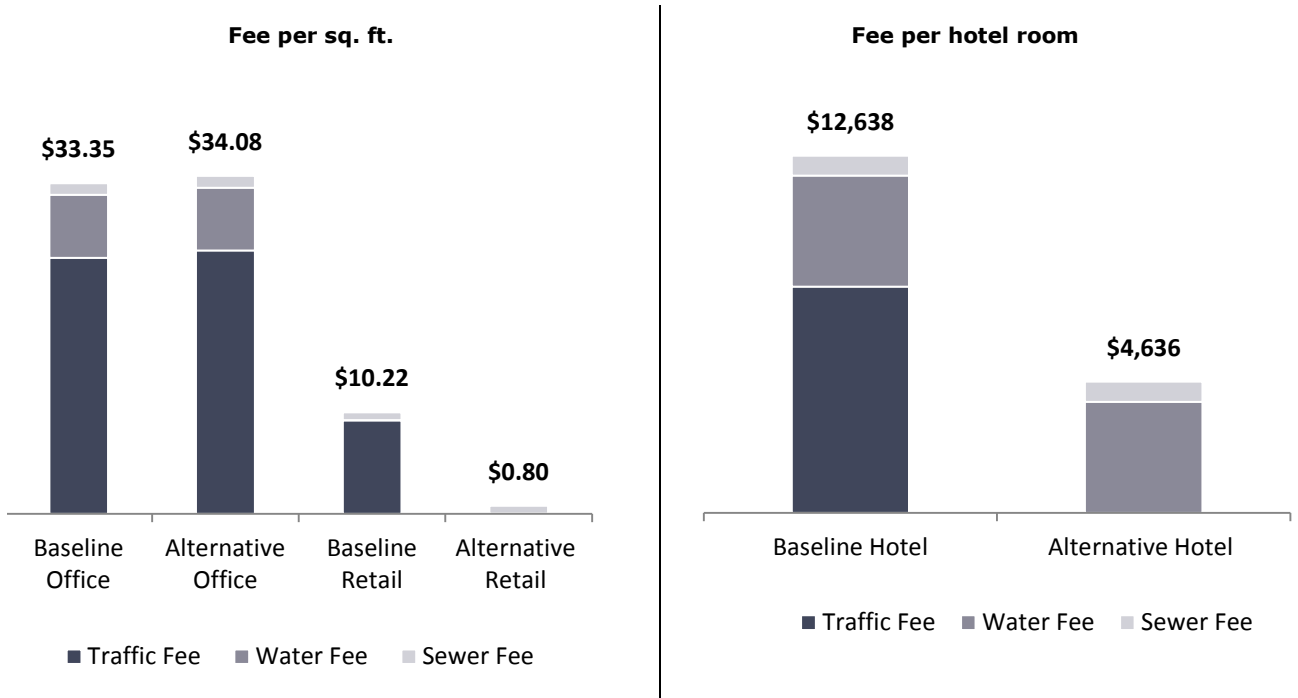 Fee per sq. ft.
$33.35
$34.08
$10.22
$0.80
Baseline
Office
Alternative
Office
Baseline
Retail
Alternative
Retail
Traffic Fee
Water Fee
Sewer Fee
Fee per hotel room
$12,638
$4,636
Baseline Hotel
Alternative Hotel
Traffic Fee
Water Fee
Sewer Fee